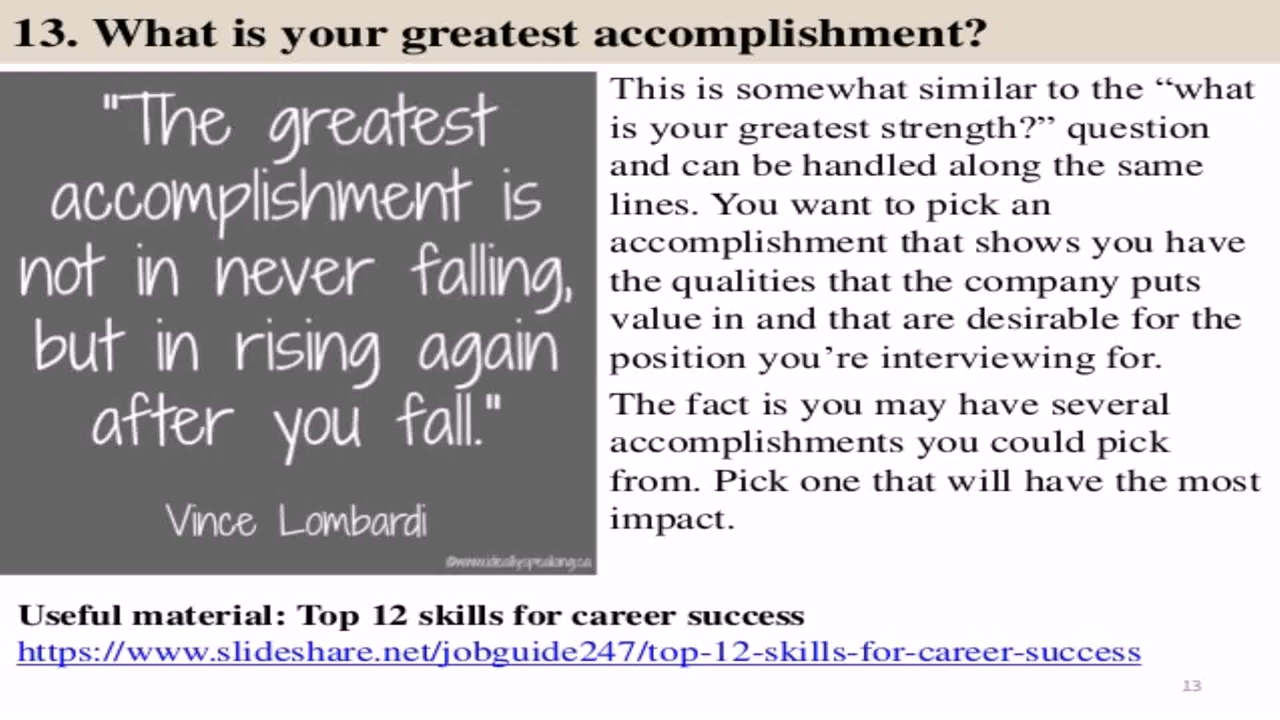 13. What is your greatest accomplishment?
"The greatest
accomplishment is
not in never falling,
but in rising again
after you fall."
Vince Lombardi
©www.ideallyspeaking.ca
This is somewhat similar to the “what
is your greatest strength?” question
and can be handled along the same
lines. You want to pick an
accomplishment that shows you have
the qualities that the company puts
value in and that are desirable for the
position you’re interviewing for.
The fact is you may have several
accomplishments you could pick
from. Pick one that will have the most
impact.
Useful material: Top 12 skills for career success
https://www.slideshare.net/jobguide247/top-12-skills-for-career-success
13